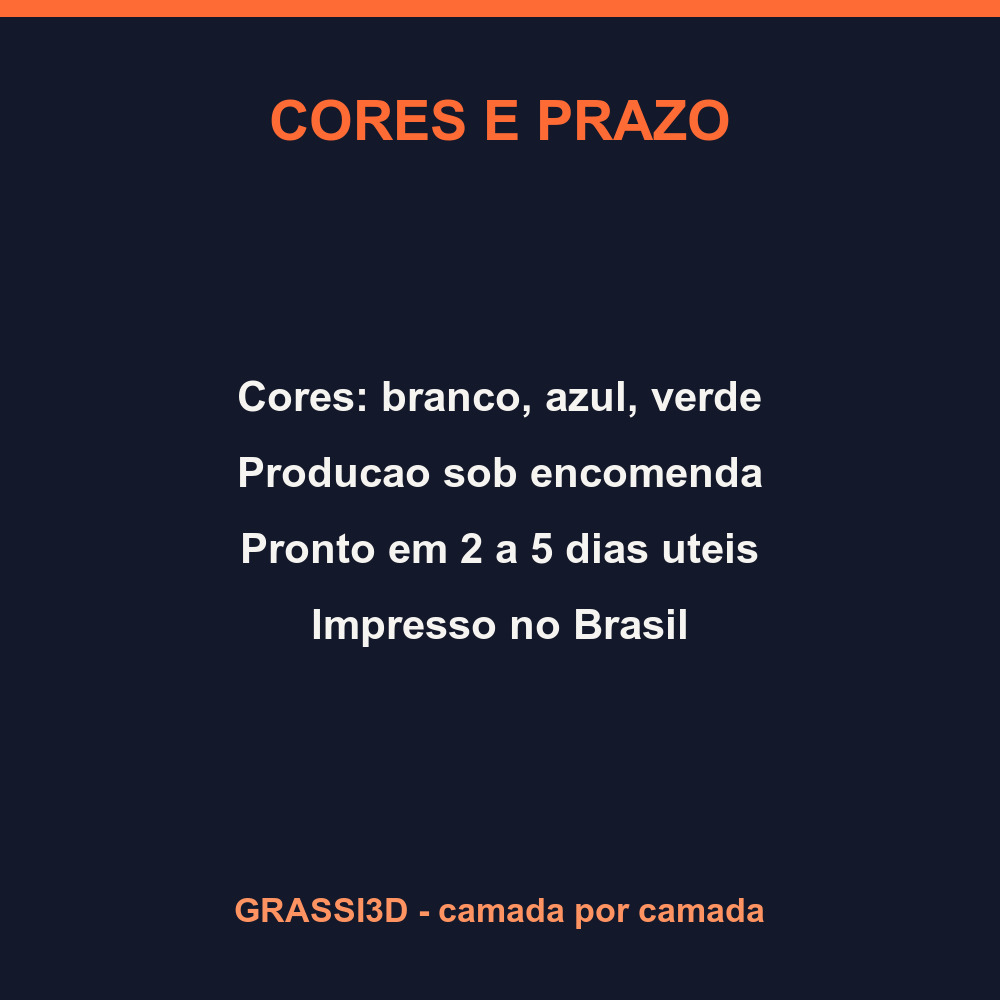 CORES E PRAZO
Cores: branco, azul, verde
Producao sob encomenda
Pronto em 2 a 5 dias uteis
Impresso no Brasil
GRASSI3D - camada por camada